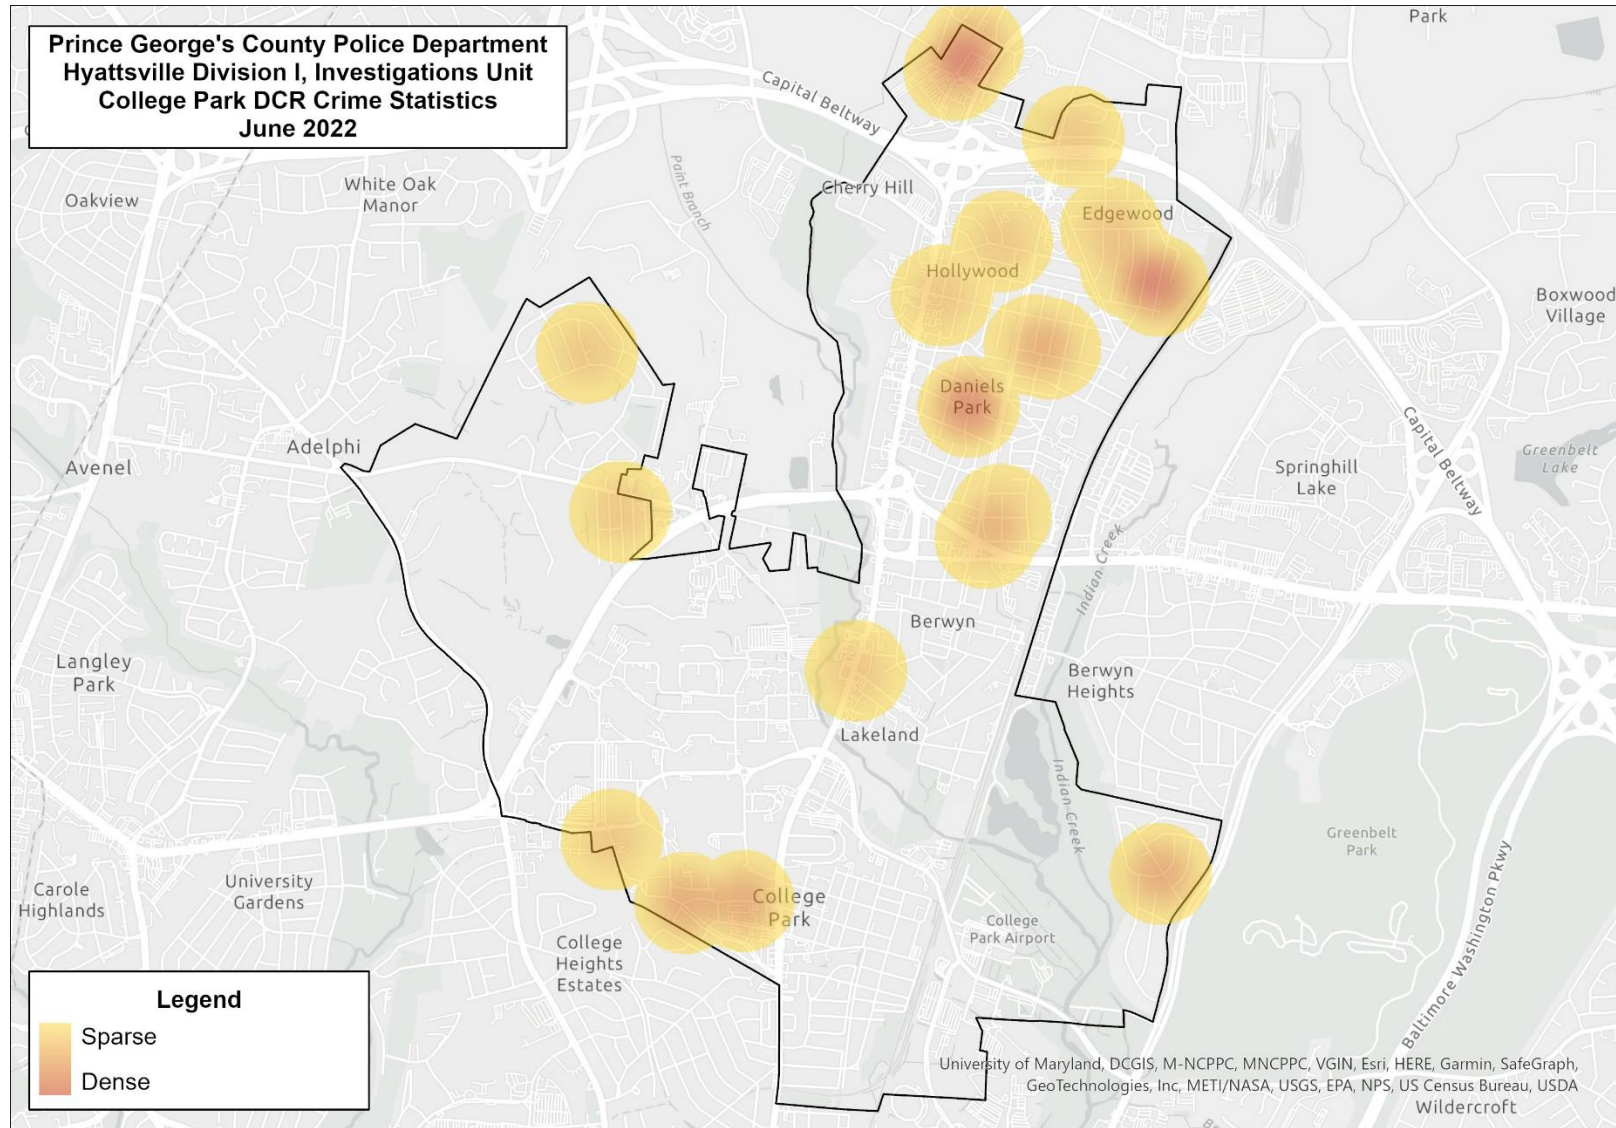 Prince George's County Police Department
Hyattsville Division I, Investigations Unit
College Park DCR Crime Statistics
June 2022
Park
Capital Beltway
Paint Branch
White Oak
Manor
Oakview
Cherry Hill
Edgewood
Hollywood
Boxwood
Village
Daniels
Park
Capital Beltway
Adelphi
Avenel
Springhill
Lake
Greenbelt
Lake
Indian Creek
Berwyn
Langley
Park
Berwyn
Heights
Lakeland
Indian Creek
Greenbelt
Park
Baltimore Washington Pkwy
Carole
Highlands
University
Gardens
College
Park
College
Park Airport
College
Heights
Estates
Legend
Sparse
Dense
University of Maryland, DCGIS, M-NCPPC, MNCPPC, VGIN, Esri, HERE, Garmin, SafeGraph,
GeoTechnologies, Inc, METI/NASA, USGS, EPA, NPS, US Census Bureau, USDA
Wildercroft